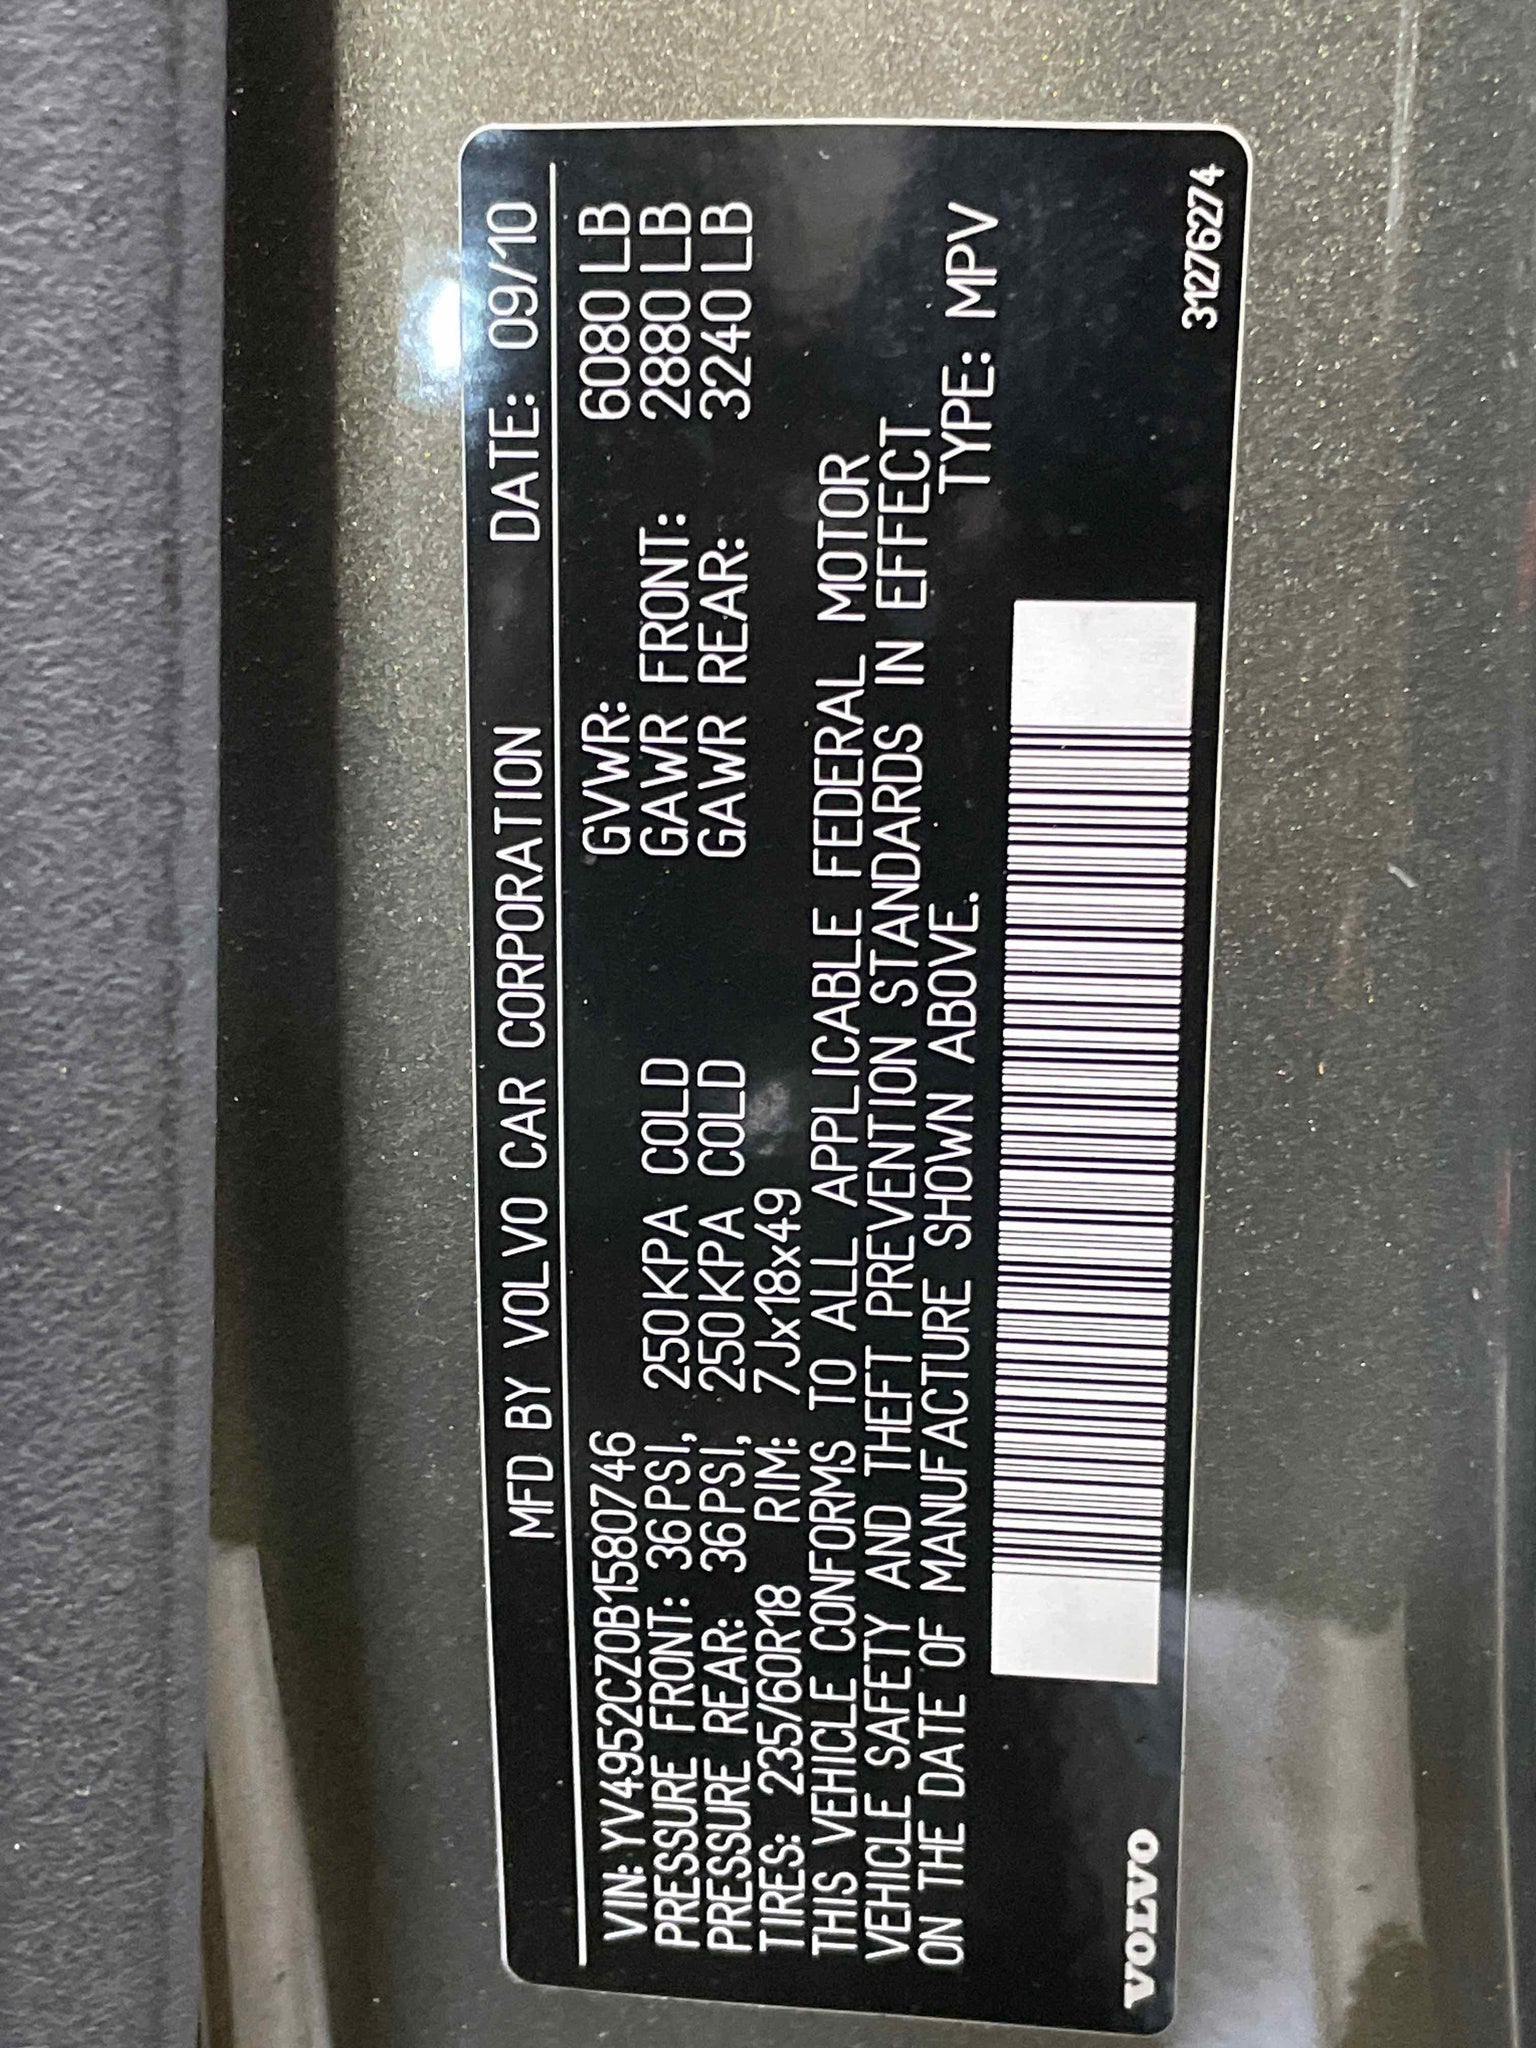 MFD BY VOLVO CAR CORPORATION DATE: 09/10
VIN: YV4952CZ0B1580746 GVWR: 6080 LB
PRESSURE FRONT: 36PSI, 250KPA COLD GAWR FRONT: 2880 LB
PRESSURE REAR: 36PSI, 250KPA COLD GAWR REAR: 3240 LB
TIRES: 235/60R18 RIM: 7Jx18x49
THIS VEHICLE CONFORMS TO ALL APPLICABLE FEDERAL MOTOR
VEHICLE SAFETY AND THEFT PREVENTION STANDARDS IN EFFECT
ON THE DATE OF MANUFACTURE SHOWN ABOVE. TYPE: MPV
VOLVO 31276274